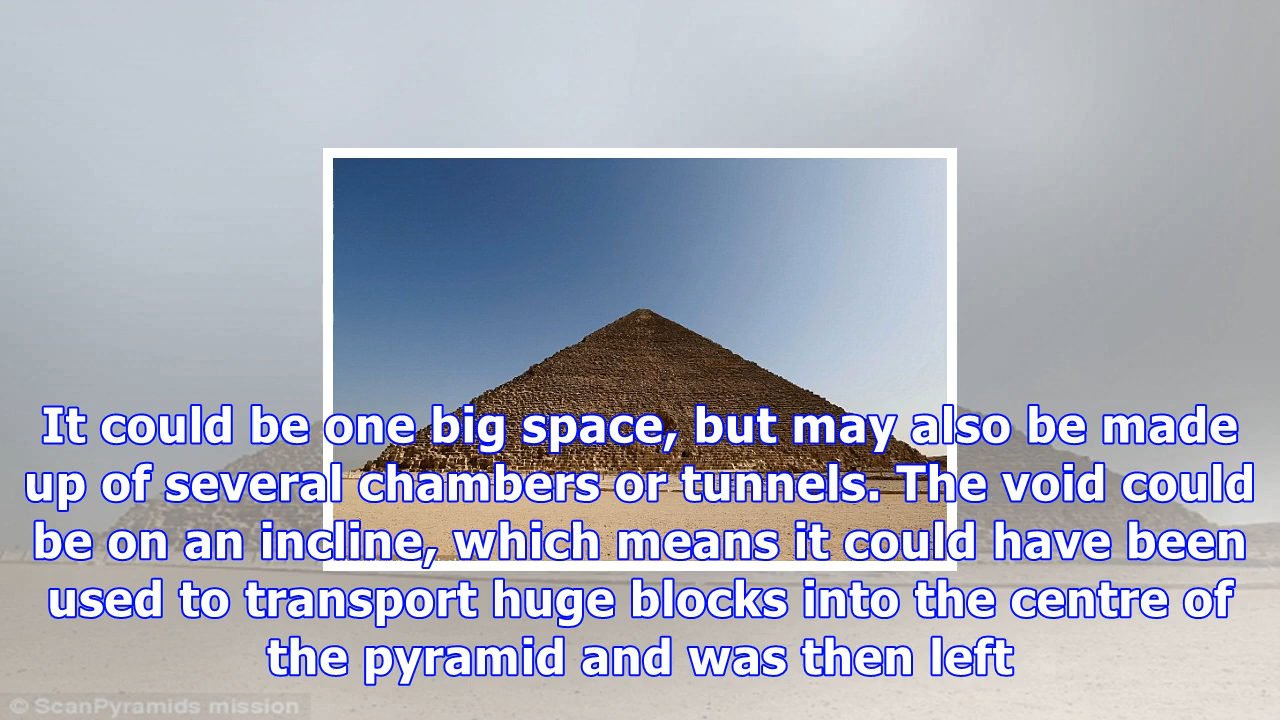 It could be one big space, but may also be made
up of several chambers or tunnels. The void could
be on an incline, which means it could have been
used to transport huge blocks into the centre of
the pyramid and was then left
© ScanPyramids mission